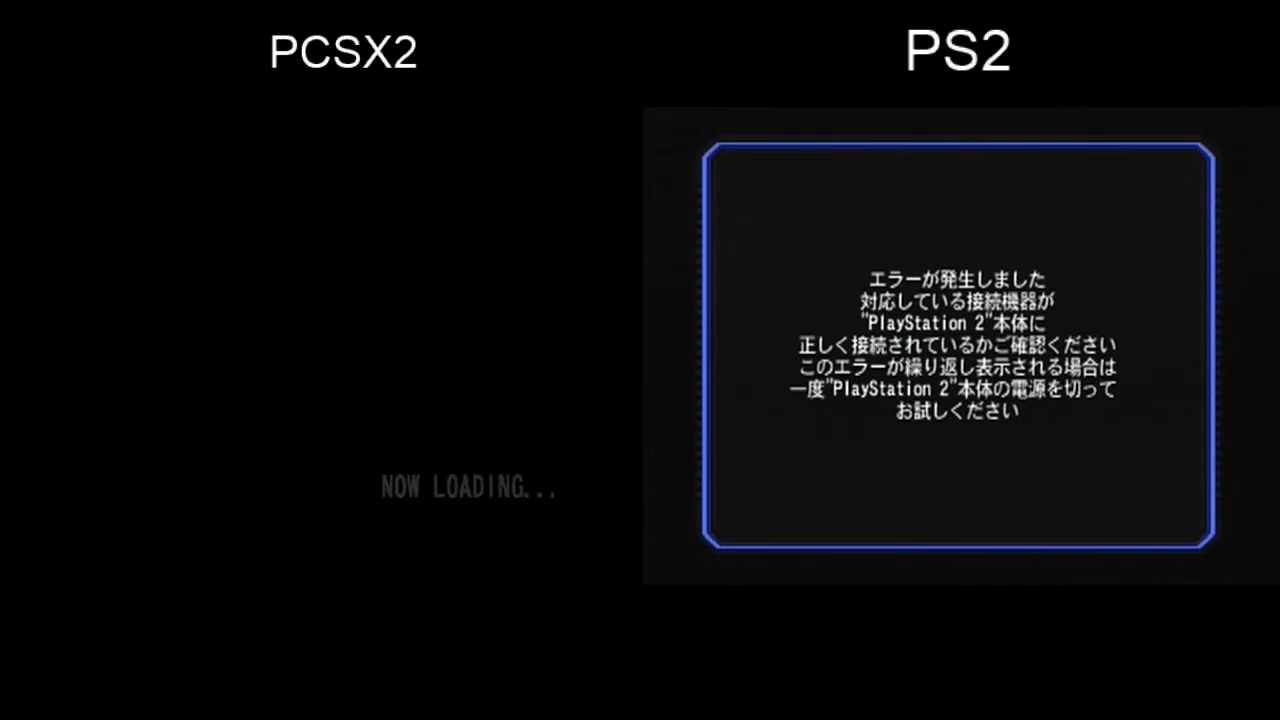 PCSX2
PS2
エラーが発生しました
対応している接続機器が
"PlayStation 2"本体に
正しく接続されているかご確認ください
このエラーが繰り返し表示される場合は
一度"PlayStation 2"本体の電源を切って
お試しください
NOW LOADING...